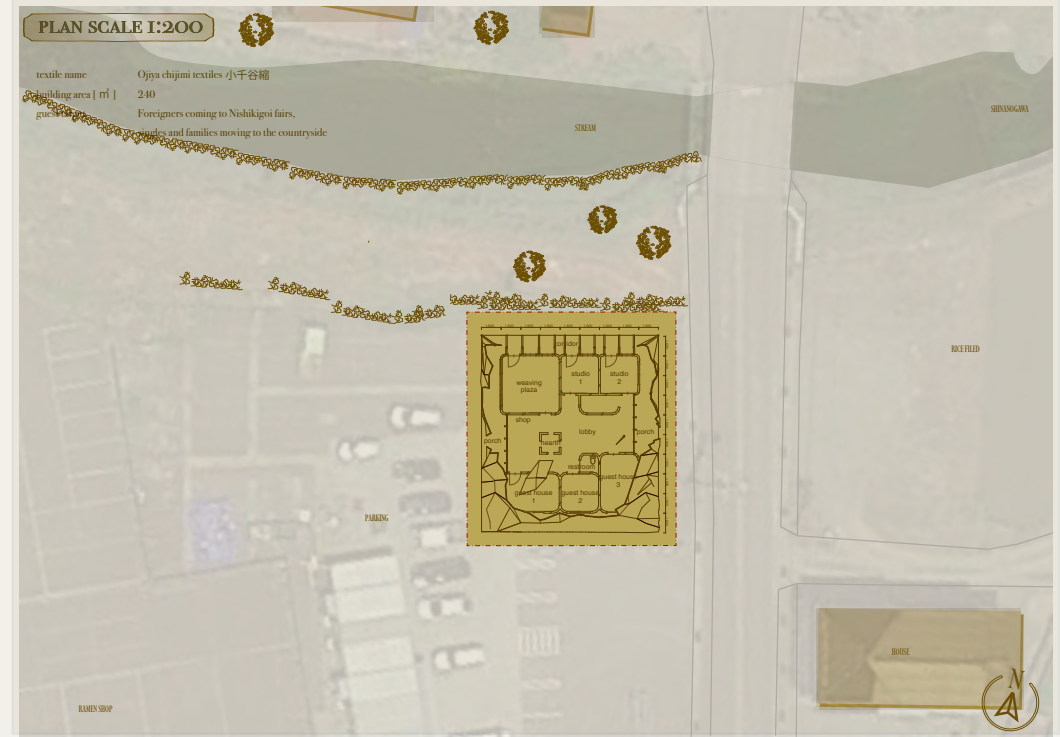 PLAN SCALE 1:200
textile name Ojiya chijimi textiles 小千谷縮
building area [ ㎡ ] 240
Foreigners coming to Nishikigoi fairs,
singles and families moving to the countryside
SHINANOGAWA
STREAM
corridor
weaving
plaza
studio
1
studio
2
shop
lobby
porch
hearth
porch
restroom
guest house
1
guest house
2
guest house
3
RICE FILED
PARKING
HOUSE
RAMEN SHOP
N